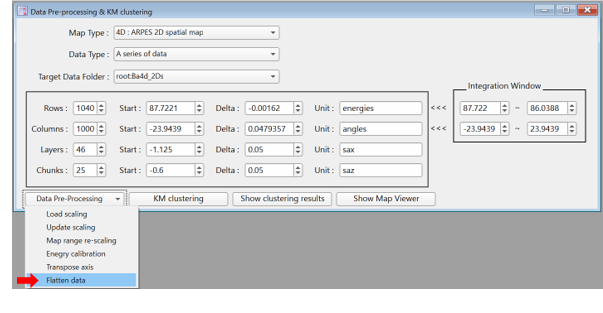 Data Pre-processing & KM clustering
Map Type : 4D : ARPES 2D spatial map
Data Type : A series of data
Target Data Folder : root:Ba4d_2Ds
Integration Window
Rows : 1040 Start : 87.7221 Delta : -0.00162 Unit : energies <<< 87.722 ~ 86.0388
Columns : 1000 Start : -23.9439 Delta : 0.0479357 Unit : angles <<< -23.9439 ~ 23.9439
Layers : 46 Start : -1.125 Delta : 0.05 Unit : sax
Chunks : 25 Start : -0.6 Delta : 0.05 Unit : saz
Data Pre-Processing KM clustering Show clustering results Show Map Viewer
Load scaling
Update scaling
Map range re-scaling
Enegry calibration
Transpose axis
Flatten data